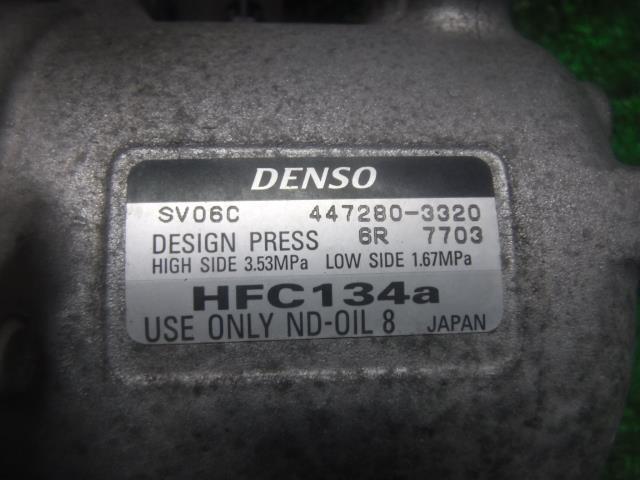 DENSO
SV06C 447280-3320
DESIGN PRESS 6R 7703
HIGH SIDE 3.53MPa LOW SIDE 1.67MPa
HFC134a
USE ONLY ND-OIL 8 JAPAN